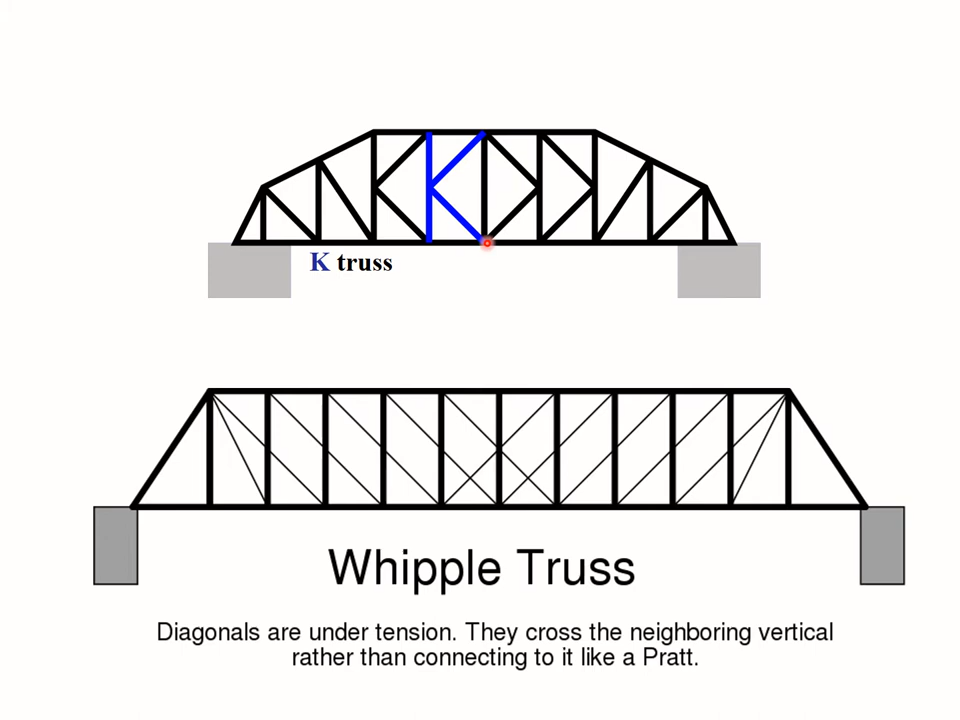 K truss
Whipple Truss
Diagonals are under tension. They cross the neighboring vertical
rather than connecting to it like a Pratt.